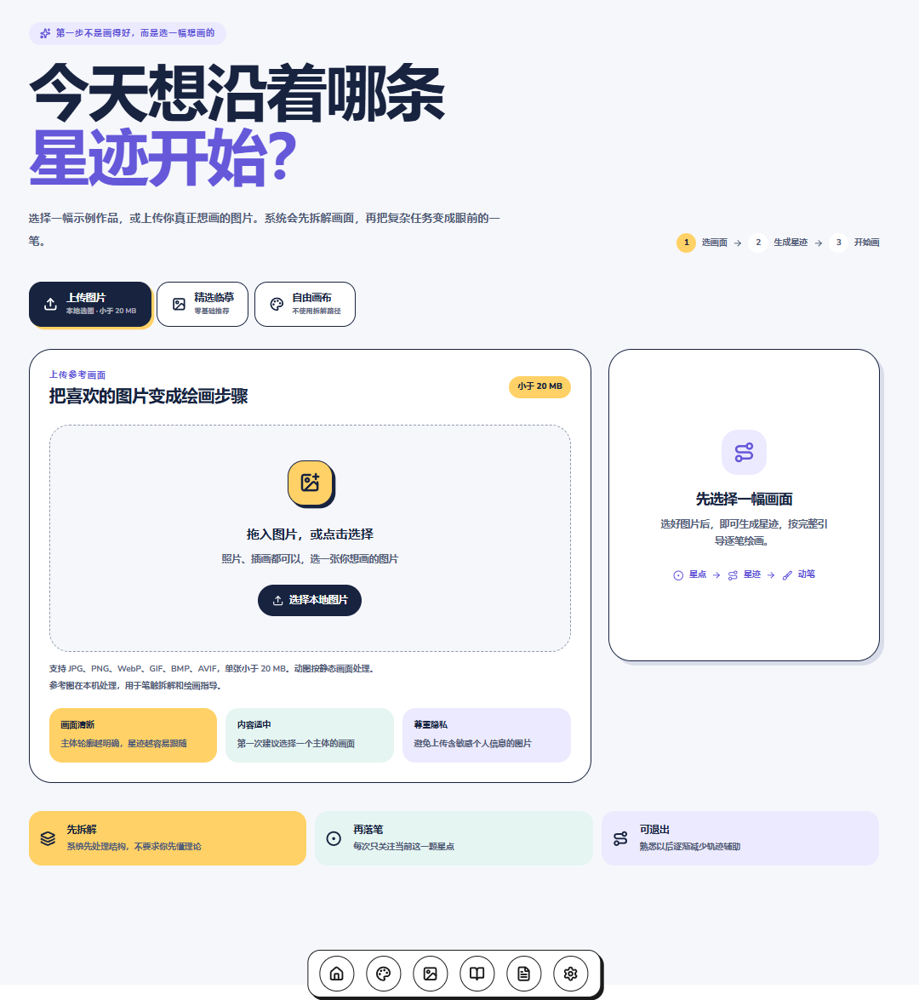 第一步不是画得好，而是选一幅想画的
今天想沿着哪条
星迹开始？
选择一幅示例作品，或上传你真正想画的图片。系统会先拆解画面，再把复杂任务变成眼前的一
笔。
1 选画面 → 2 生成星迹 → 3 开始画
上传图片
本地选图 · 小于 20 MB
精选临摹
零基础推荐
自由画布
不使用拆解路径
上传参考画面
把喜欢的图片变成绘画步骤
小于 20 MB
拖入图片，或点击选择
照片、插画都可以，选一张你想画的图片
选择本地图片
支持 JPG、PNG、WebP、GIF、BMP、AVIF，单张小于 20 MB。动图按静态画面处理。
参考图在本机处理，用于笔触拆解和绘画指导。
画面清晰
主体轮廓越明确，星迹越容易跟随
内容适中
第一次建议选择一个主体的画面
尊重隐私
避免上传含敏感个人信息的图片
先选择一幅画面
选好图片后，即可生成星迹，按完整引
导逐笔绘画。
星点 → 星迹 → 动笔
先拆解
系统先处理结构，不要求你先懂理论
再落笔
每次只关注当前这一颗星点
可退出
熟悉以后逐渐减少轨迹辅助